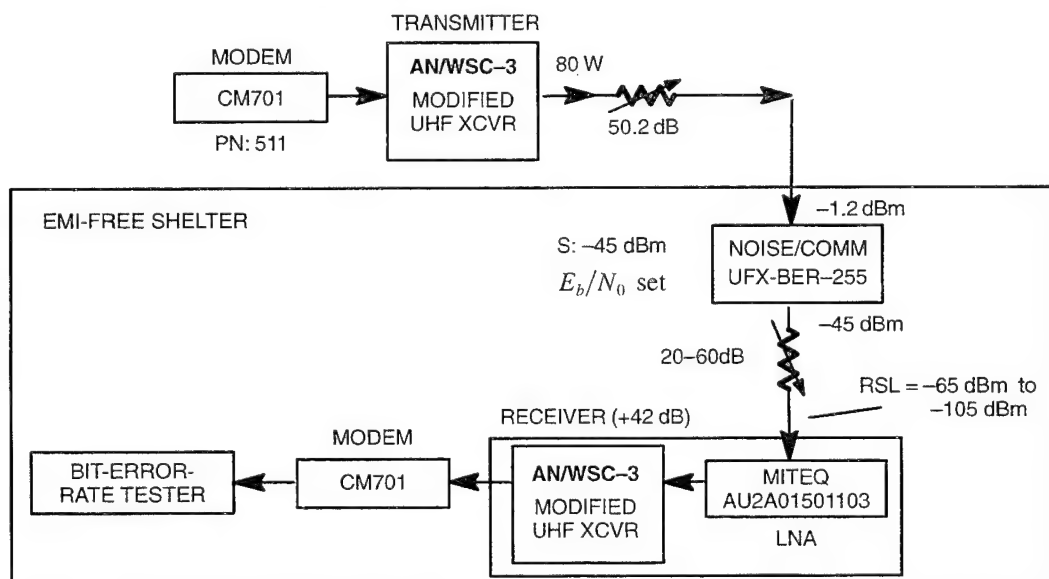 TRANSMITTER
MODEM
CM701
PN: 511
AN/WSC–3
MODIFIED
UHF XCVR
80 W
50.2 dB
EMI-FREE SHELTER
–1.2 dBm
S: –45 dBm
E_b/N_0 set
NOISE/COMM
UFX-BER–255
–45 dBm
20–60dB
RSL = –65 dBm to
–105 dBm
RECEIVER (+42 dB)
MODEM
BIT-ERROR-
RATE TESTER
CM701
AN/WSC–3
MODIFIED
UHF XCVR
MITEQ
AU2A01501103
LNA